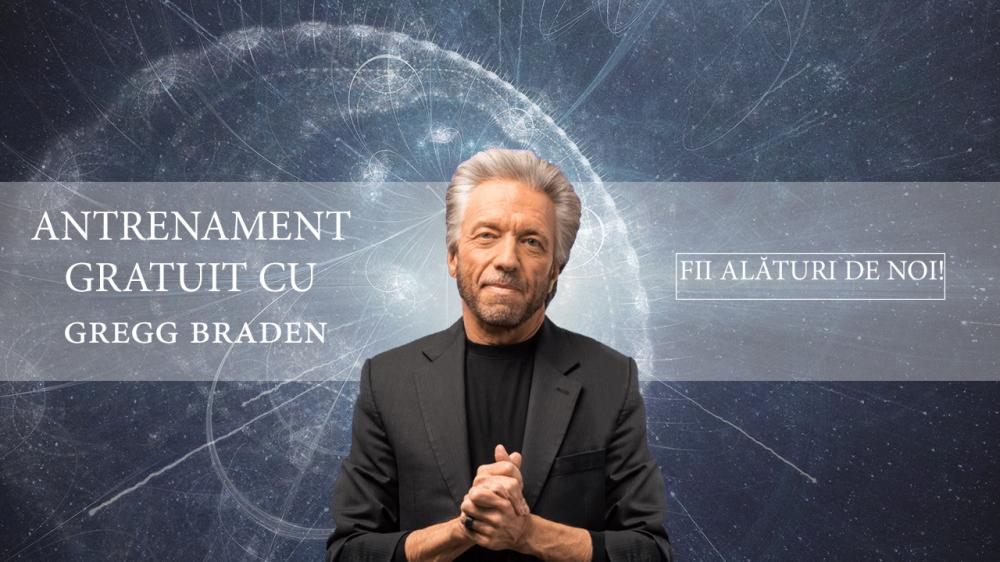 ANTRENAMENT
GRATUIT CU
GREGG BRADEN
FII ALĂTURI DE NOI!